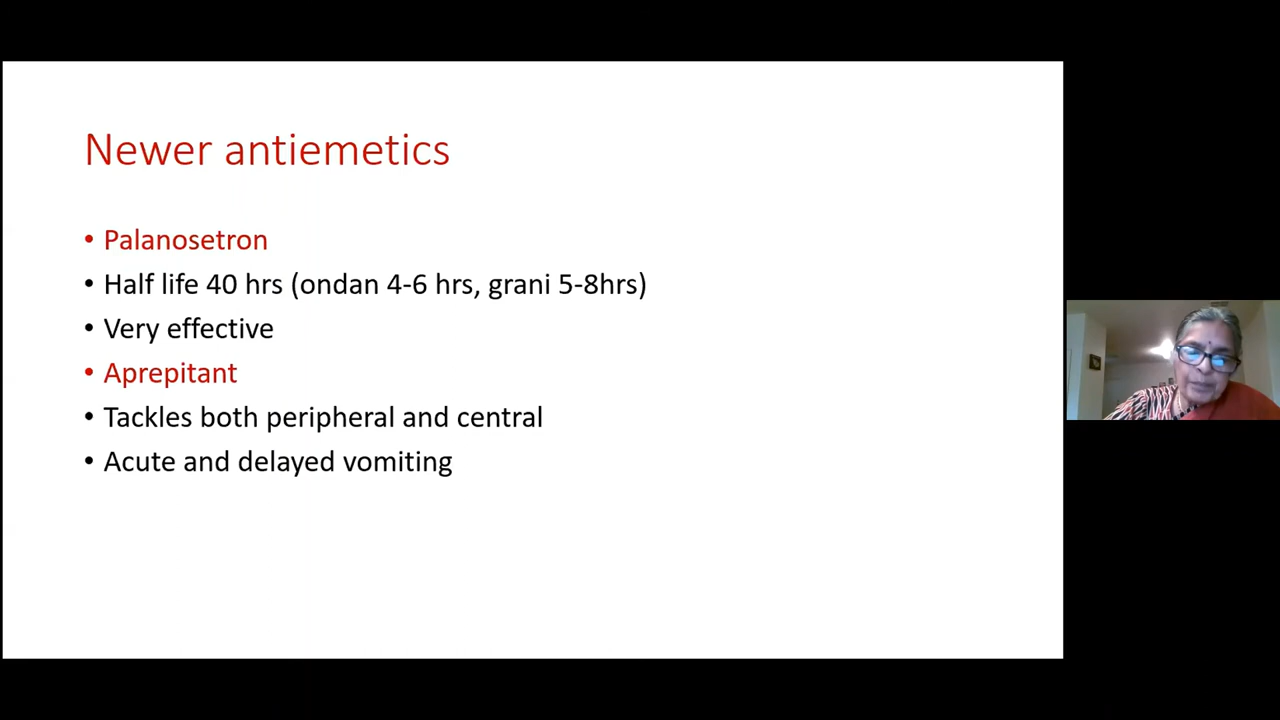 Newer antiemetics
• Palanosetron
• Half life 40 hrs (ondan 4-6 hrs, grani 5-8hrs)
• Very effective
• Aprepitant
• Tackles both peripheral and central
• Acute and delayed vomiting